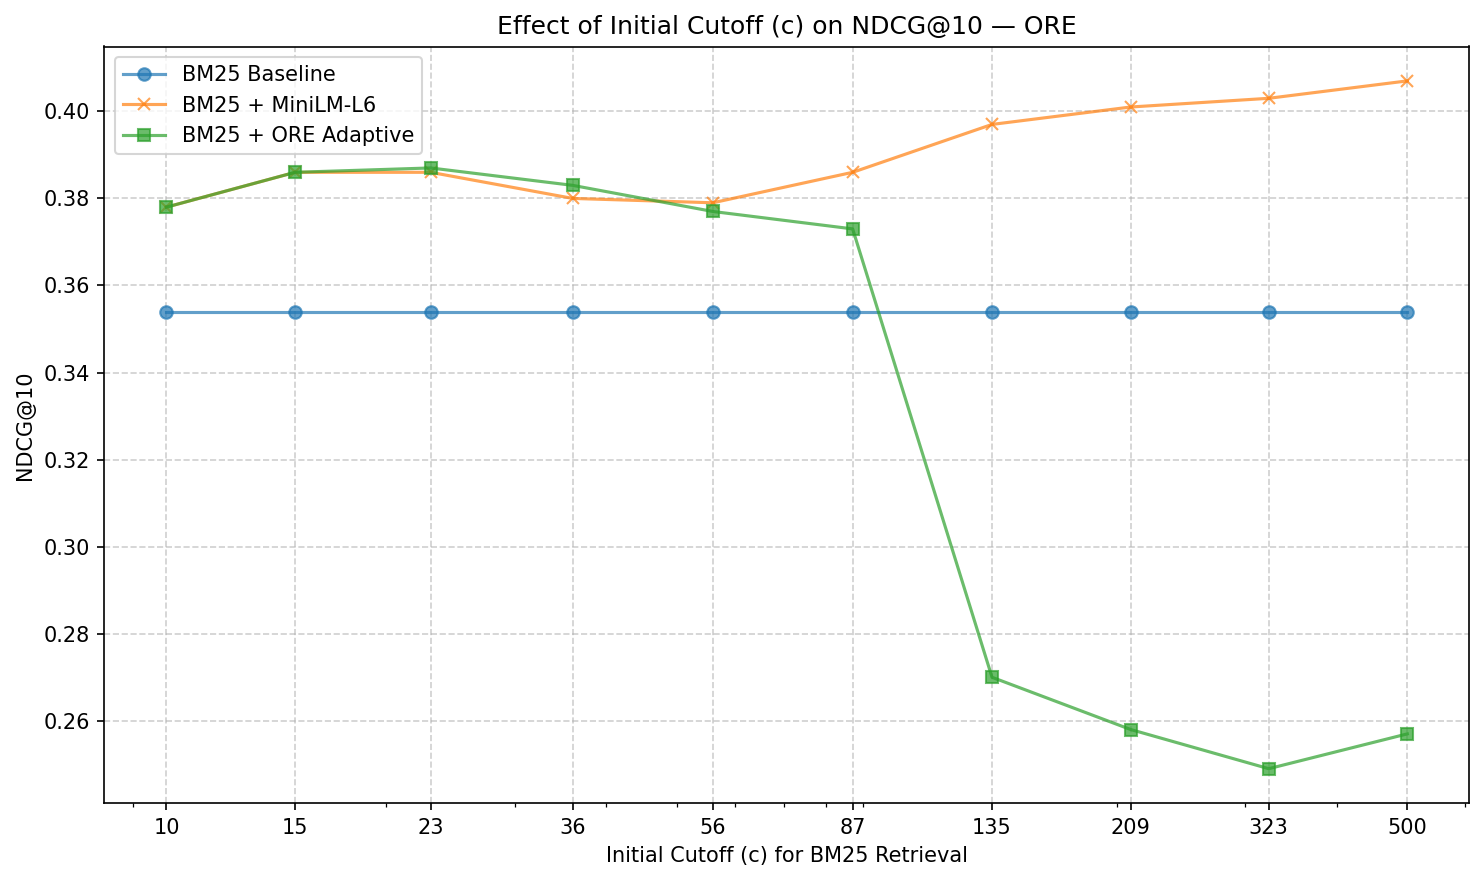 Effect of Initial Cutoff (c) on NDCG@10 — ORE
BM25 Baseline
BM25 + MiniLM-L6
BM25 + ORE Adaptive
NDCG@10
0.40
0.38
0.36
0.34
0.32
0.30
0.28
0.26
10 15 23 36 56 87 135 209 323 500
Initial Cutoff (c) for BM25 Retrieval